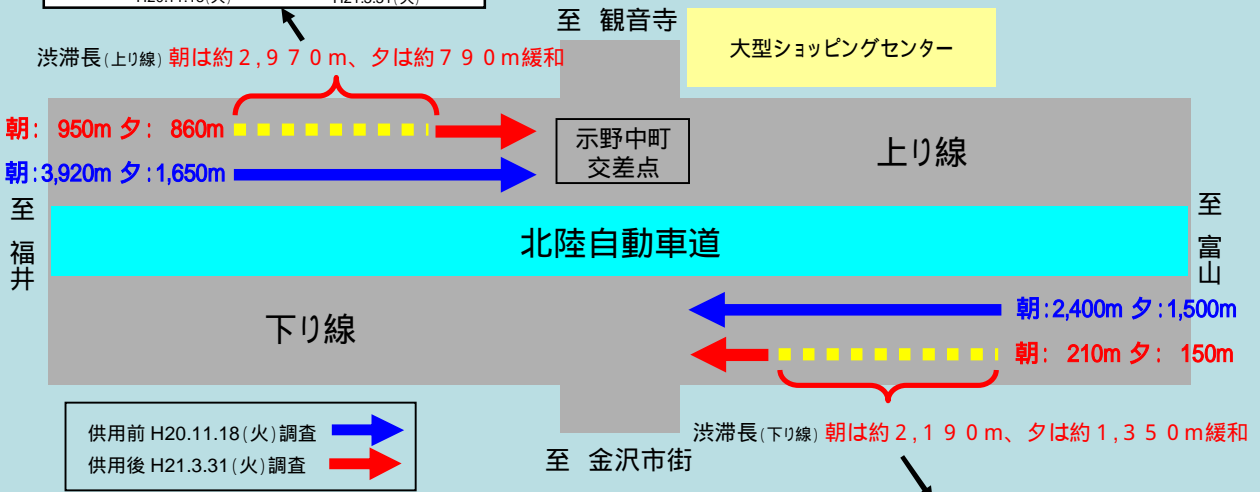 至 観音寺
大型ショッピングセンター
渋滞長(上り線) 朝は約2,970m、夕は約790m緩和
朝: 950m 夕: 860m
朝:3,920m 夕:1,650m
示野中町
交差点
上り線
至 福井
北陸自動車道
至 富山
下り線
朝:2,400m 夕:1,500m
朝: 210m 夕: 150m
供用前 H20.11.18(火)調査
供用後 H21.3.31(火)調査
渋滞長(下り線) 朝は約2,190m、夕は約1,350m緩和
至 金沢市街